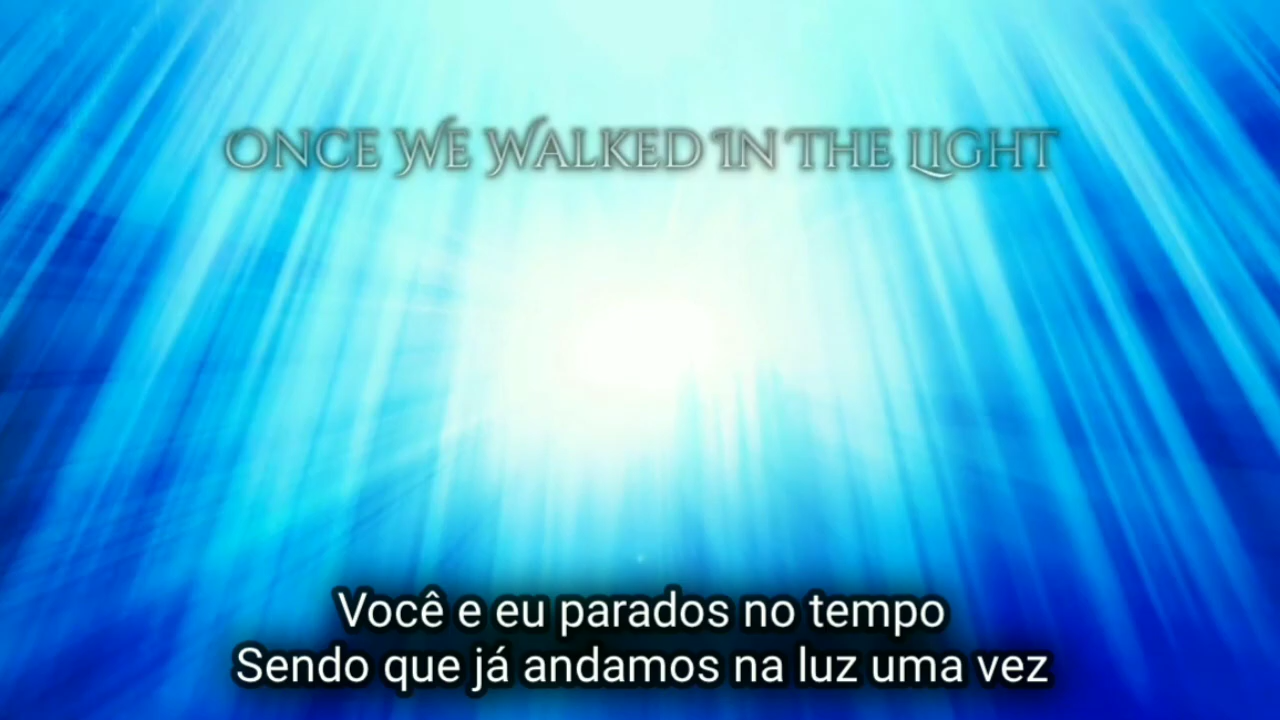 Once We Walked In The Light
Você e eu parados no tempo
Sendo que já andamos na luz uma vez